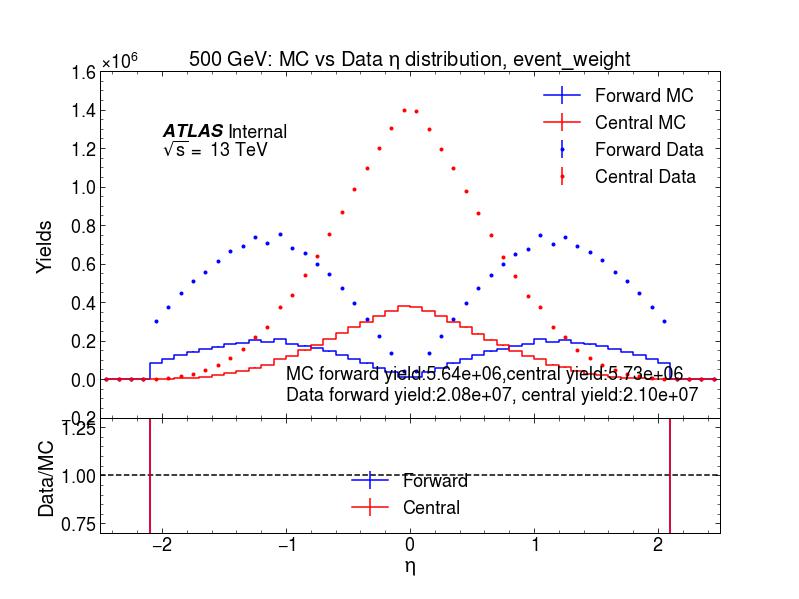 500 GeV: MC vs Data η distribution, event_weight
×10⁶
1.6
1.4
1.2
1.0
0.8
0.6
0.4
0.2
0.0
0.2
Yields
ATLAS Internal
√s = 13 TeV
Forward MC
Central MC
Forward Data
Central Data
MC forward yield:5.64e+06,central yield:5.73e+06
Data forward yield:2.08e+07, central yield:2.10e+07
1.25
1.00
0.75
Data/MC
Forward
Central
−2 −1 0 1 2
η